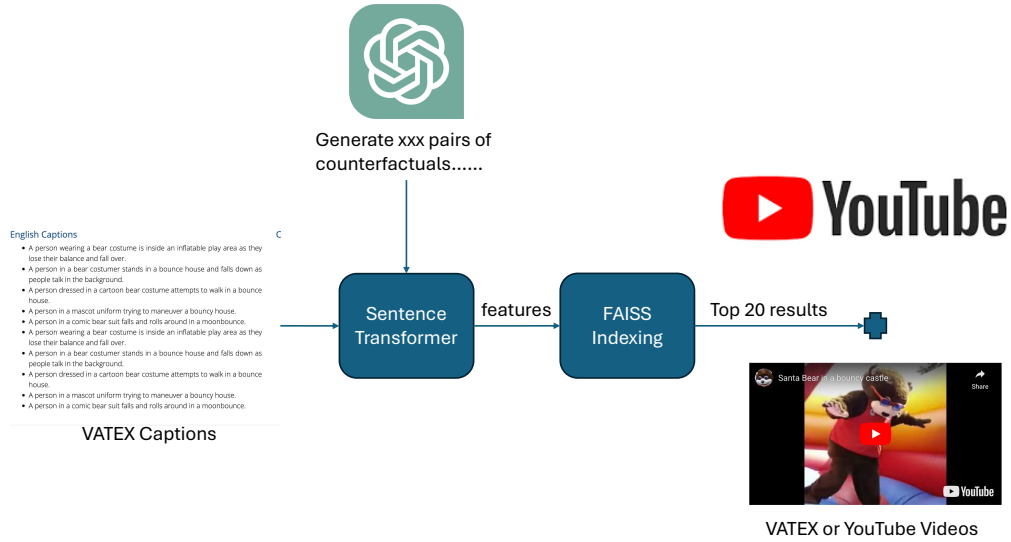 Generate xxx pairs of
counterfactuals......
YouTube
English Captions
C
A person wearing a bear costume is inside an inflatable play area as they
lose their balance and fall over.
A person in a bear costumer stands in a bounce house and falls down as
people talk in the background.
A person dressed in a cartoon bear costume attempts to walk in a bounce
house.
A person in a mascot uniform trying to maneuver a bouncy house.
A person in a comic bear suit falls and rolls around in a moonbounce.
A person wearing a bear costume is inside an inflatable play area as they
lose their balance and fall over.
A person in a bear costumer stands in a bounce house and falls down as
people talk in the background.
A person dressed in a cartoon bear costume attempts to walk in a bounce
house.
A person in a mascot uniform trying to maneuver a bouncy house.
A person in a comic bear suit falls and rolls around in a moonbounce.
VATEX Captions
Sentence
Transformer
features
FAISS
Indexing
Top 20 results
Santa Bear in a bouncy castle
Share
YouTube
VATEX or YouTube Videos